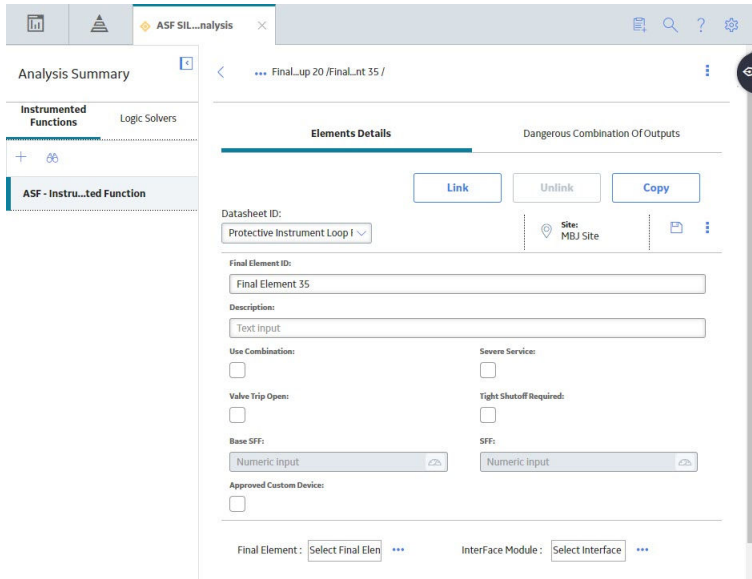 ASF SIL...nalysis
Analysis Summary
Final...up 20 /Final...nt 35 /
Instrumented Functions
Logic Solvers
ASF - Instru...ted Function
Elements Details
Dangerous Combination Of Outputs
Link
Unlink
Copy
Datasheet ID:
Protective Instrument Loop F
Site:
MBJ Site
Final Element ID:
Final Element 35
Description:
Text input
Use Combination:
Severe Service:
Valve Trip Open:
Tight Shutoff Required:
Base SFF:
SFF:
Numeric input
Numeric input
Approved Custom Device:
Final Element :
Select Final Elen
InterFace Module :
Select Interface